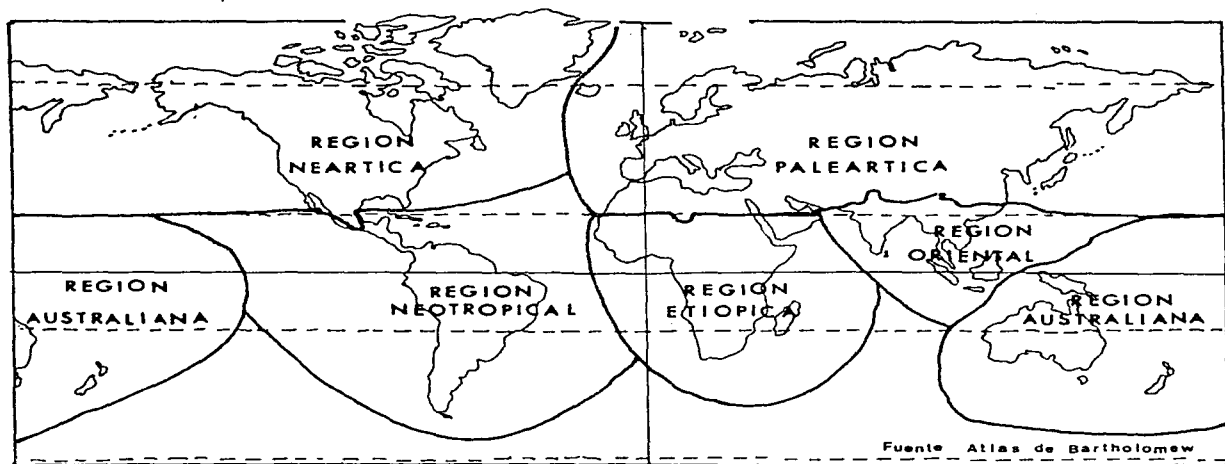 REGION
NEARTICA
REGION
PALEARTICA
REGION
ORIENTAL
REGION
AUSTRALIANA
REGION
NEOTROPICAL
REGION
ETIOPICA
REGION
AUSTRALIANA
Fuente Atlas de Bartholomew